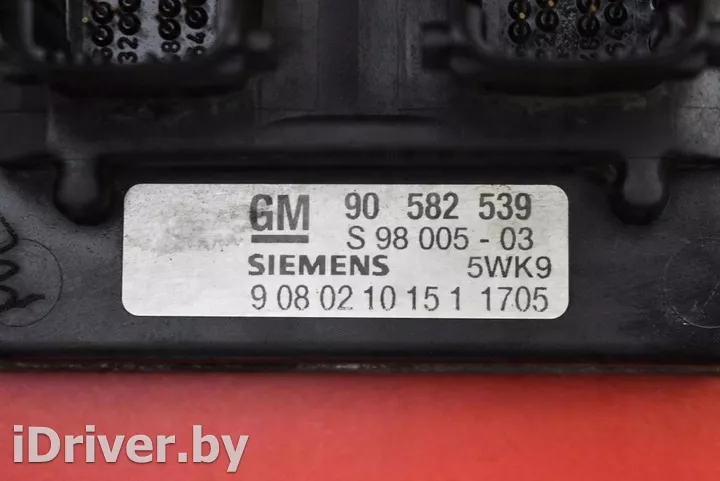 GM 90 582 539
S 98 005 - 03
SIEMENS 5WK9
9 08 02 10 15 1 1705
iDriver.by